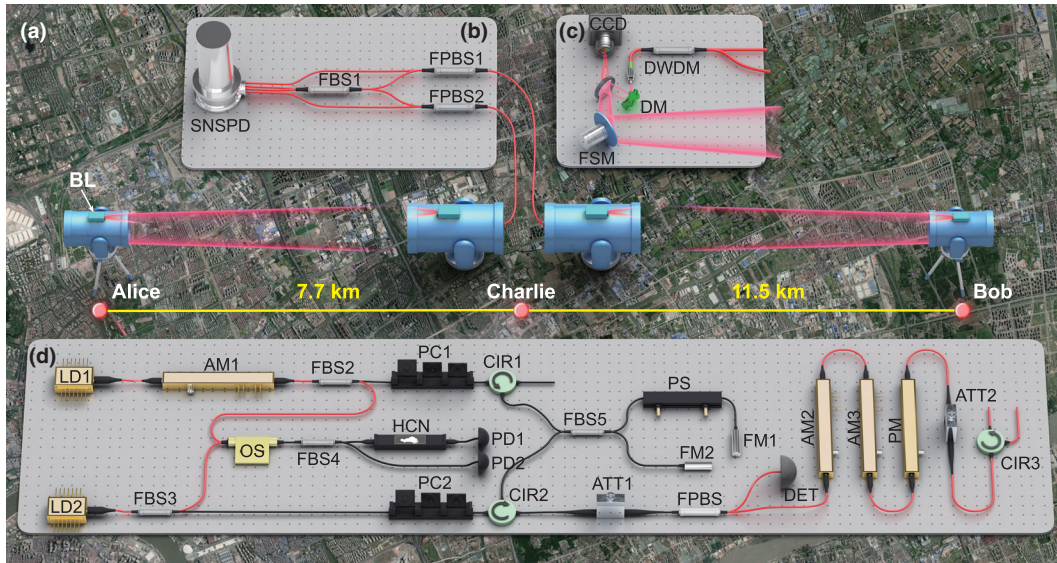 (a)
(b)
(c)
CCD
FBS1
FPBS1
DWDM
FPBS2
DM
SNSPD
FSM
BL
Alice
7.7 km
Charlie
11.5 km
Bob
(d)
LD1
AM1
FBS2
PC1
CIR1
PS
AM2
AM3
PM
ATT2
OS
FBS4
HCN
PD1
PD2
FBS5
FM1
FM2
CIR3
LD2
FBS3
PC2
CIR2
ATT1
FPBS
DET